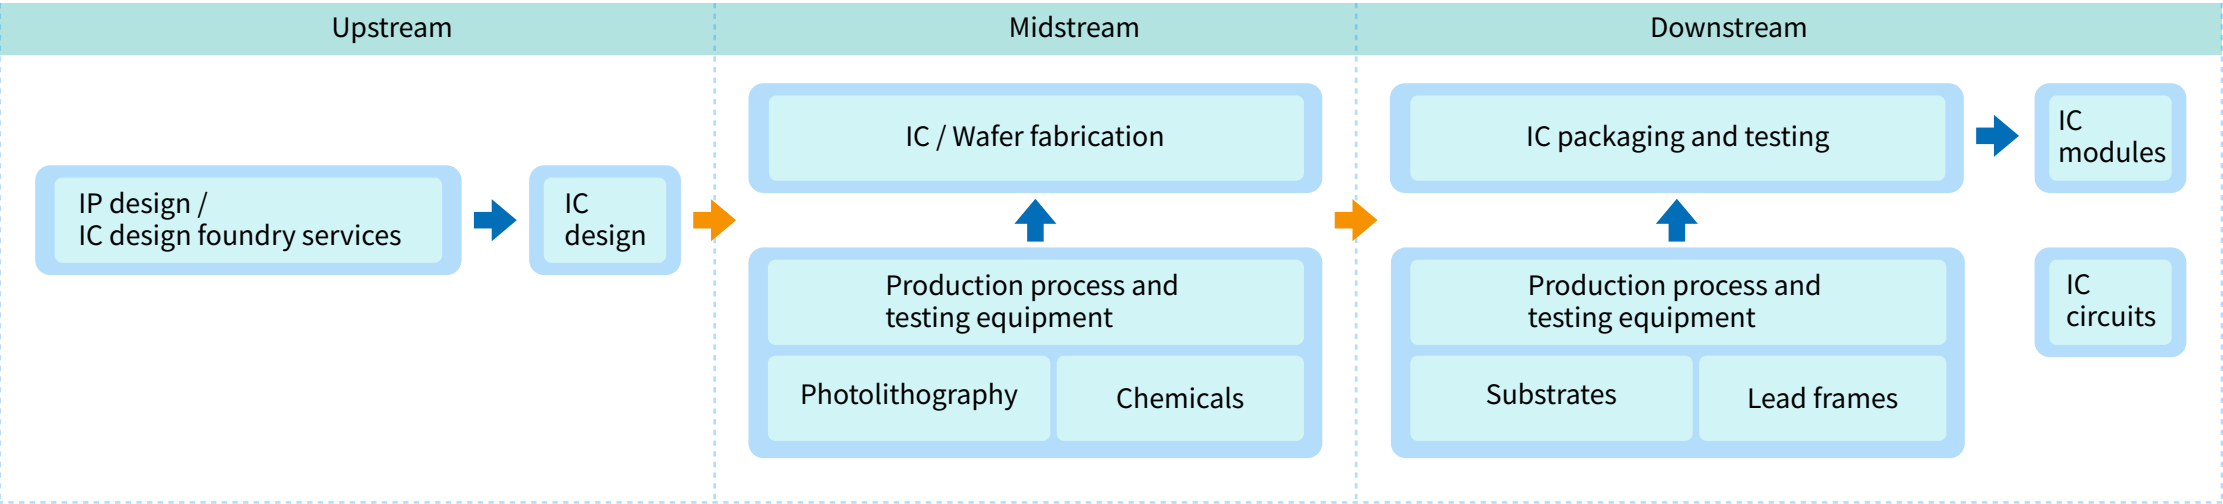 Upstream
Midstream
Downstream
IP design /
IC design foundry services
IC
design
IC / Wafer fabrication
Production process and
testing equipment
Photolithography
Chemicals
IC packaging and testing
Production process and
testing equipment
Substrates
Lead frames
IC
modules
IC
circuits